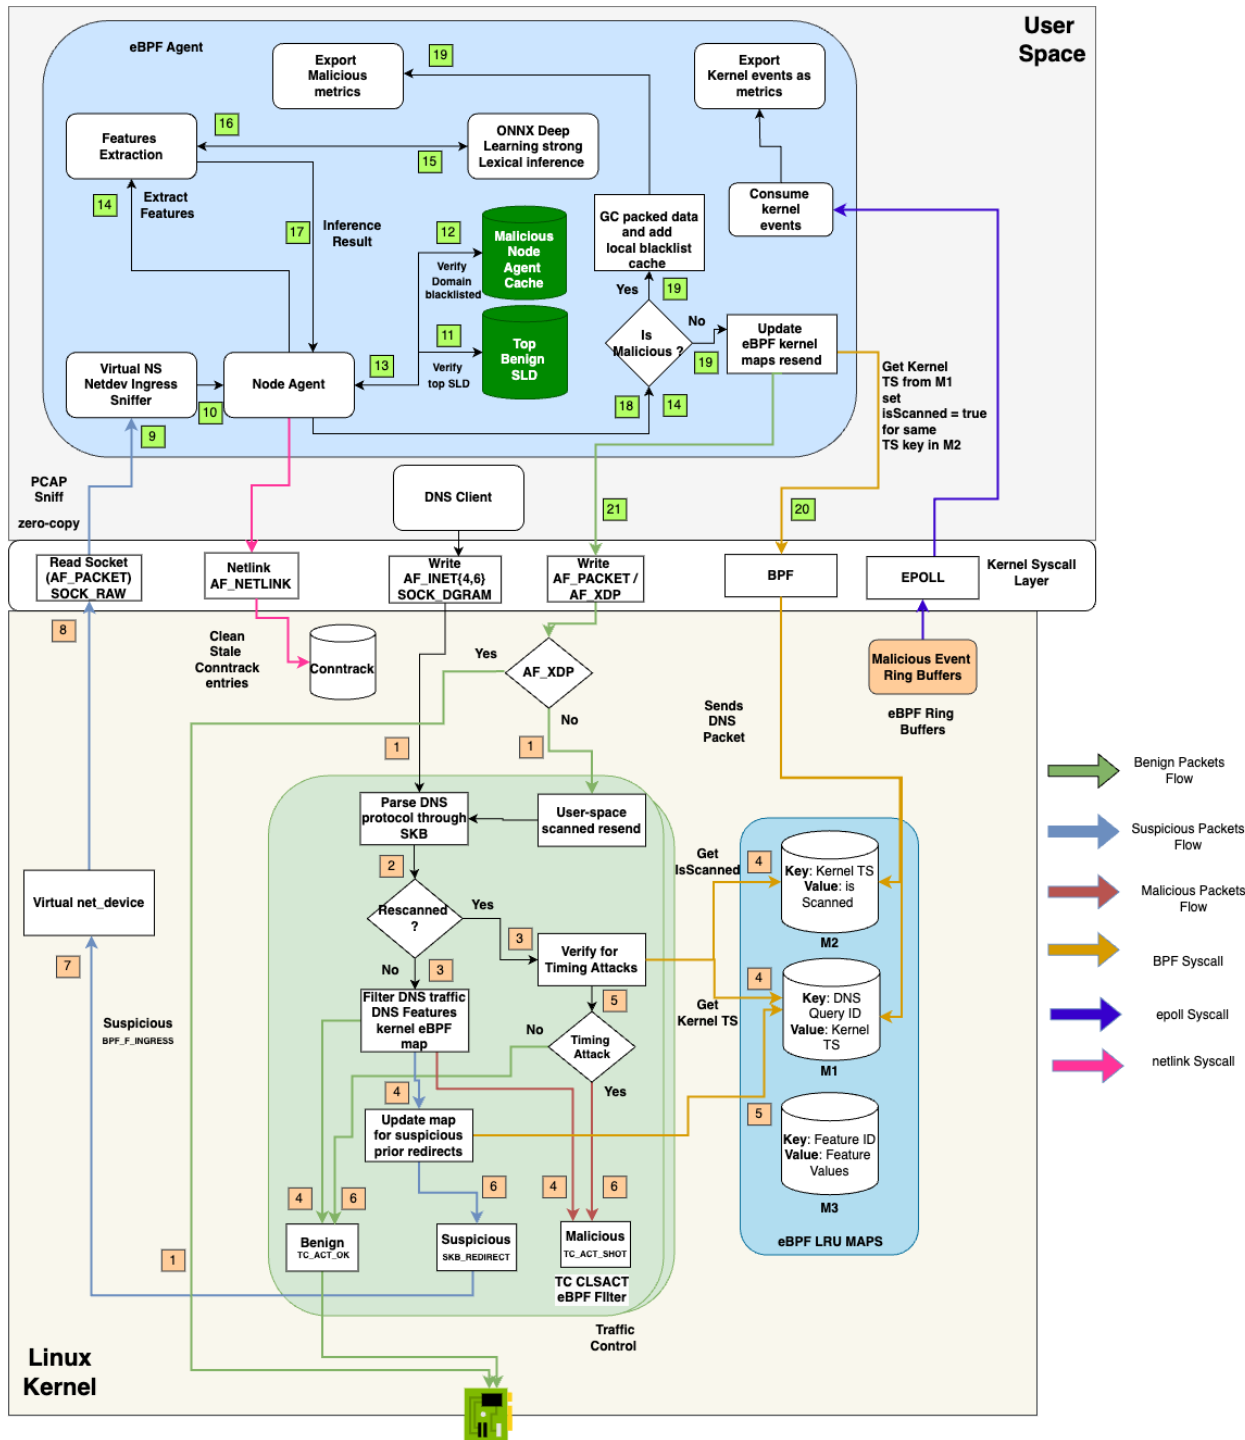 User
Space
eBPF Agent
Export
Malicious
metrics
19
Export
Kernel events as
metrics
Features
Extraction
16
15
ONNX Deep
Learning strong
Lexical inference
14
Extract
Features
17
Inference
Result
12
Verify
Domain
blacklisted
Malicious
Node
Agent
Cache
GC packed data
and add
local blacklist
cache
Consume
kernel
events
Yes
19
11
Verify
top SLD
Top
Benign
SLD
Is
Malicious ?
No
19
Update
eBPF kernel
maps resend
Virtual NS
Netdev Ingress
Sniffer
10
Node Agent
13
18
14
Get Kernel
TS from M1
set
isScanned = true
for same
TS key in M2
9
PCAP
Sniff
zero-copy
DNS Client
21
20
Read Socket
(AF_PACKET)
SOCK_RAW
Netlink
AF_NETLINK
Write
AF_INET{4,6}
SOCK_DGRAM
Write
AF_PACKET /
AF_XDP
BPF
EPOLL
Kernel Syscall
Layer
8
Clean
Stale
Conntrack
entries
Conntrack
Yes
AF_XDP
No
Malicious Event
Ring Buffers
eBPF Ring
Buffers
Sends
DNS
Packet
1
1
Parse DNS
protocol through
SKB
User-space
scanned resend
2
Get
IsScanned
4
Key: Kernel TS
Value: is
Scanned
M2
Rescanned
?
Yes
3
Verify for
Timing Attacks
No
3
Filter DNS traffic
DNS Features
kernel eBPF
map
5
Get
Kernel TS
4
Key: DNS
Query ID
Value: Kernel
TS
M1
No
Timing
Attack
Yes
4
Update map
for suspicious
prior redirects
5
Key: Feature ID
Value: Feature
Values
M3
eBPF LRU MAPS
Virtual net_device
7
Suspicious
BPF_F_INGRESS
4
6
6
4
6
Benign
TC_ACT_OK
Suspicious
SKB_REDIRECT
Malicious
TC_ACT_SHOT
1
TC CLSACT
eBPF FIlter
Traffic
Control
Linux
Kernel
Benign Packets
Flow
Suspicious Packets
Flow
Malicious Packets
Flow
BPF Syscall
epoll Syscall
netlink Syscall